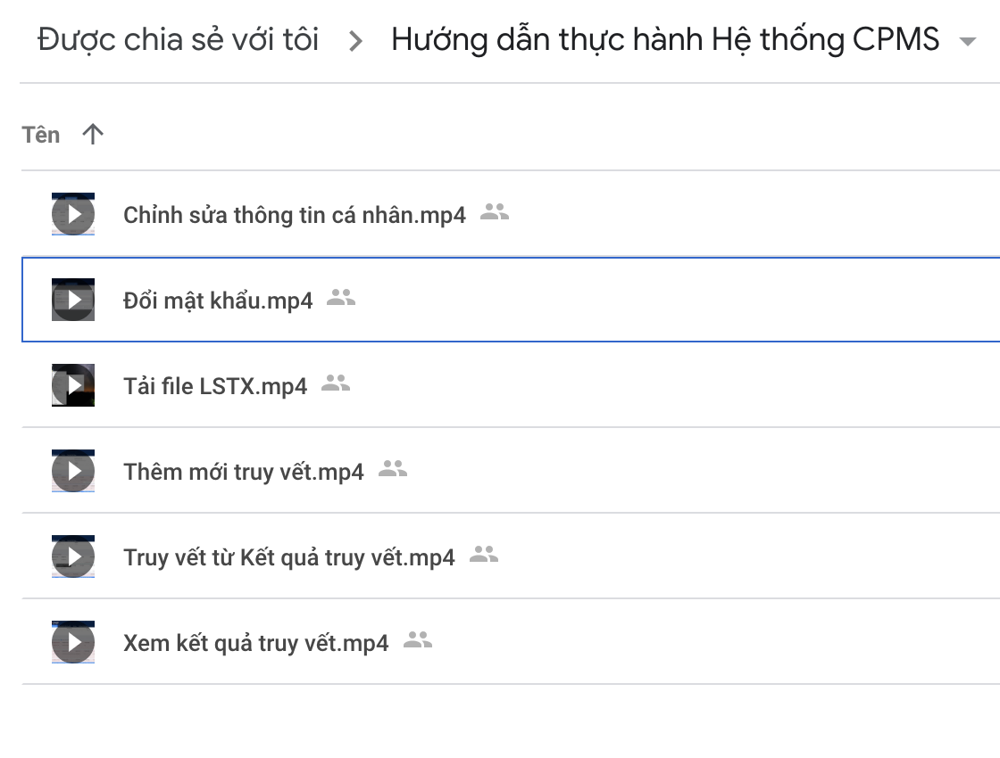 Được chia sẻ với tôi > Hướng dẫn thực hành Hệ thống CPMS
Tên
Chỉnh sửa thông tin cá nhân.mp4
Đổi mật khẩu.mp4
Tải file LSTX.mp4
Thêm mới truy vết.mp4
Truy vết từ Kết quả truy vết.mp4
Xem kết quả truy vết.mp4